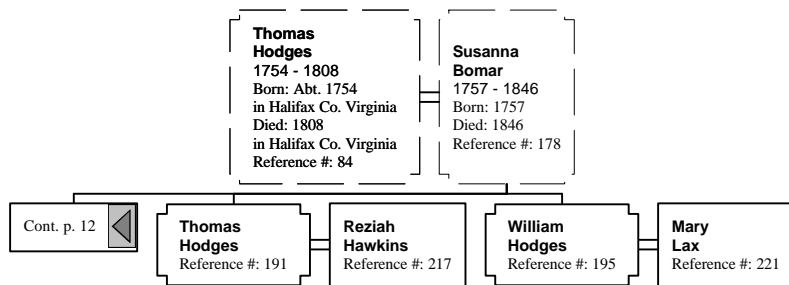 Thomas
Hodges
1754 - 1808
Born: Abt. 1754
in Halifax Co. Virginia
Died: 1808
in Halifax Co. Virginia
Reference #: 84
Susanna
Bomar
1757 - 1846
Born: 1757
Died: 1846
Reference #: 178
Cont. p. 12
Thomas
Hodges
Reference #: 191
Reziah
Hawkins
Reference #: 217
William
Hodges
Reference #: 195
Mary
Lax
Reference #: 221